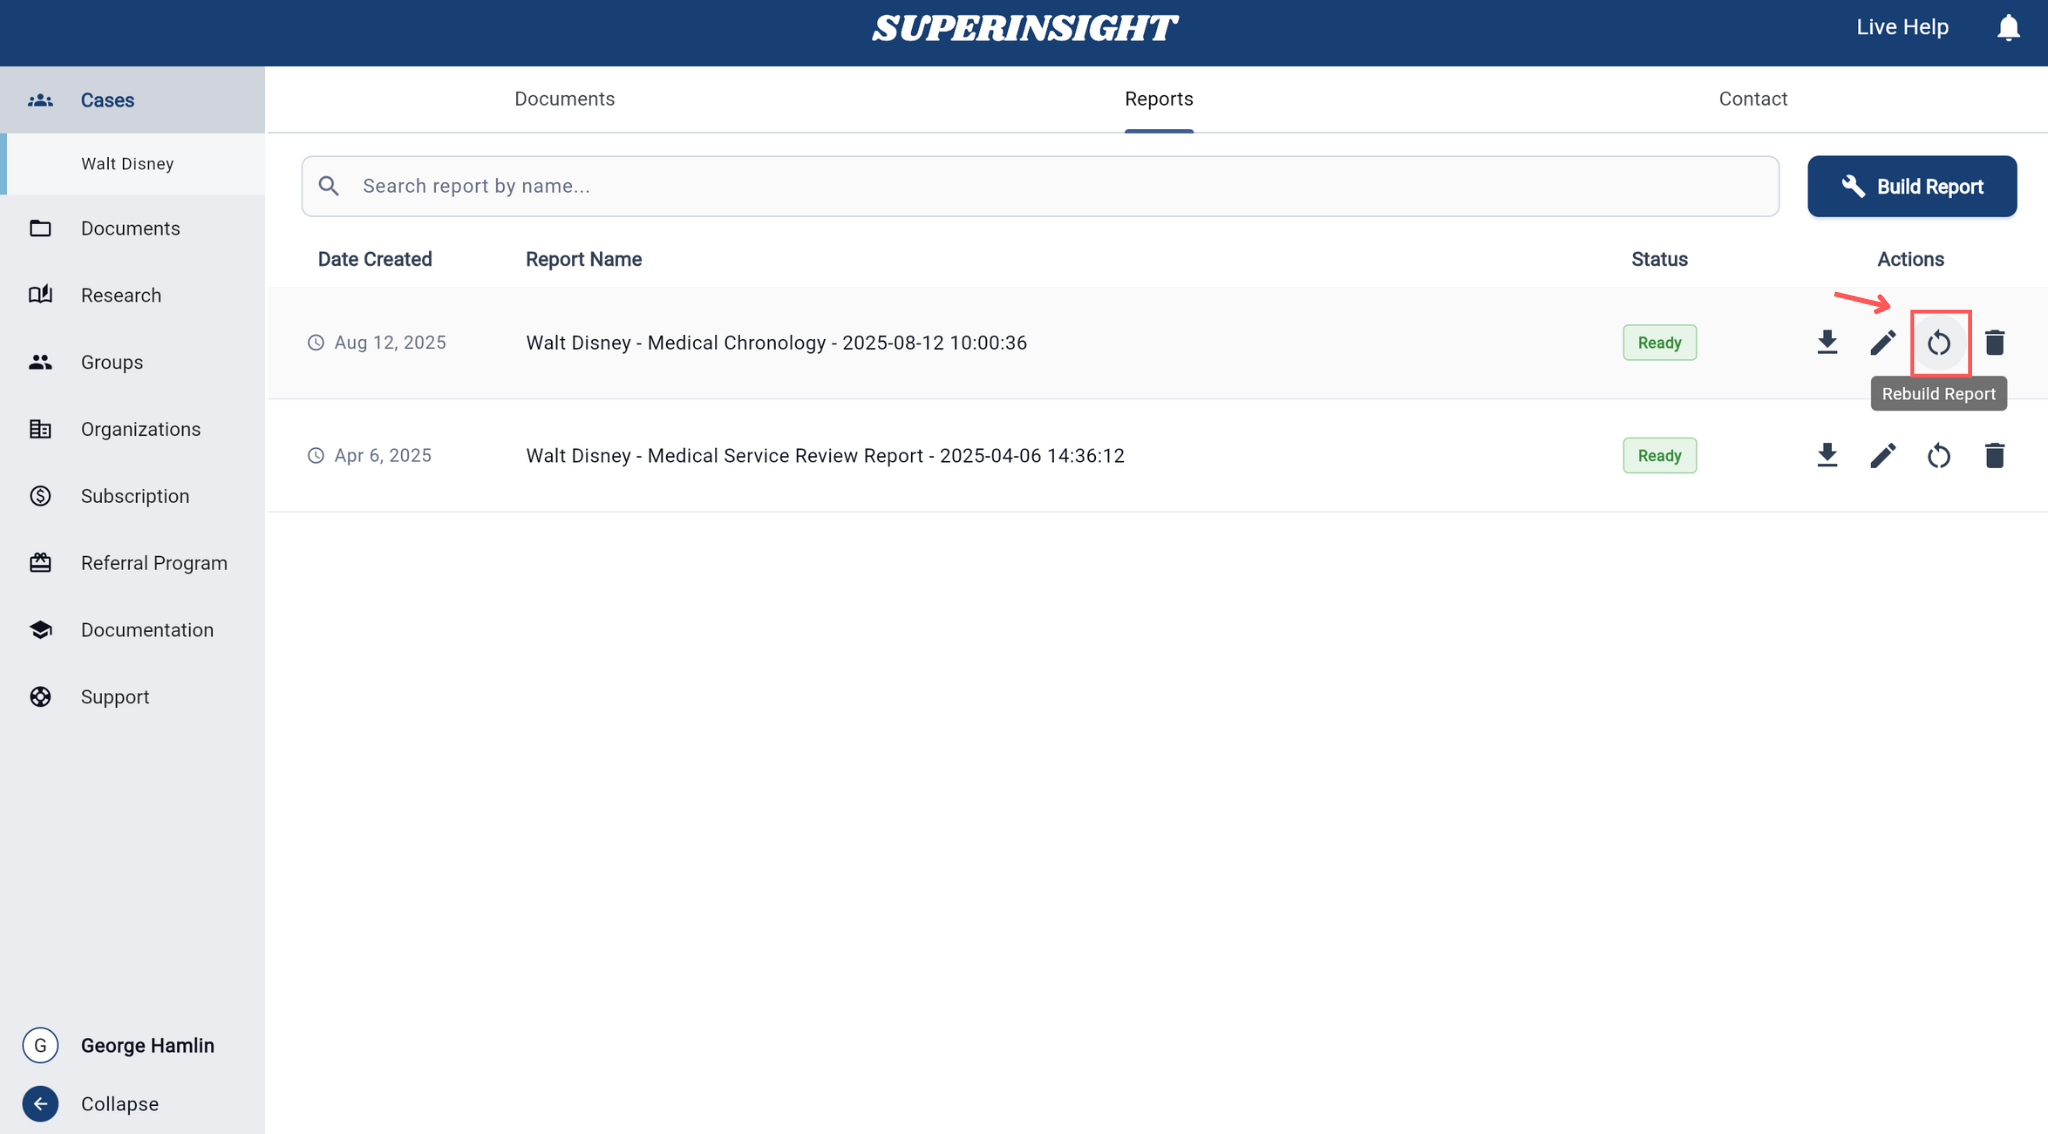 SUPERINSIGHT
Live Help
Cases
Walt Disney
Documents
Research
Groups
Organizations
Subscription
Referral Program
Documentation
Support
G George Hamlin
Collapse
Documents Reports Contact
Search report by name...
Build Report
Date Created Report Name Status Actions
Aug 12, 2025 Walt Disney - Medical Chronology - 2025-08-12 10:00:36 Ready
Rebuild Report
Apr 6, 2025 Walt Disney - Medical Service Review Report - 2025-04-06 14:36:12 Ready